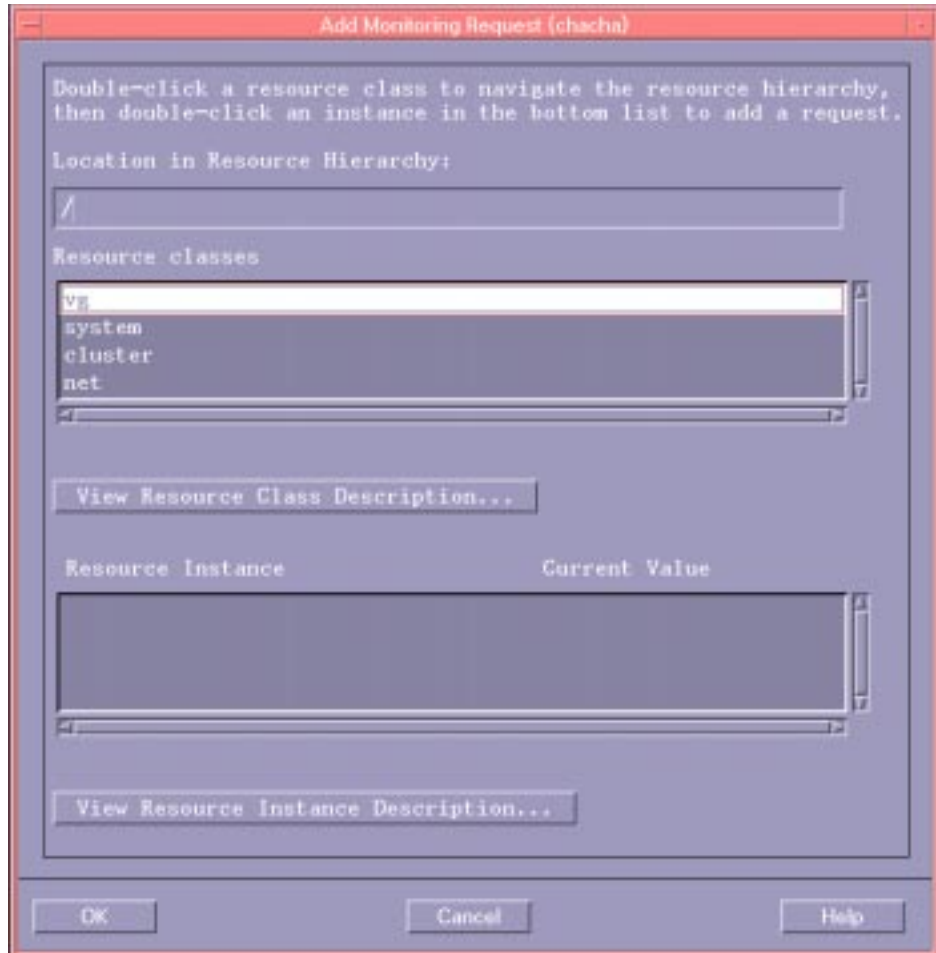 Add Monitoring Request (chacha)
Double-click a resource class to navigate the resource hierarchy,
then double-click an instance in the bottom list to add a request.
Location in Resource Hierarchy:
/
Resource classes
vg
system
cluster
net
View Resource Class Description...
Resource Instance Current Value
View Resource Instance Description...
OK Cancel Help